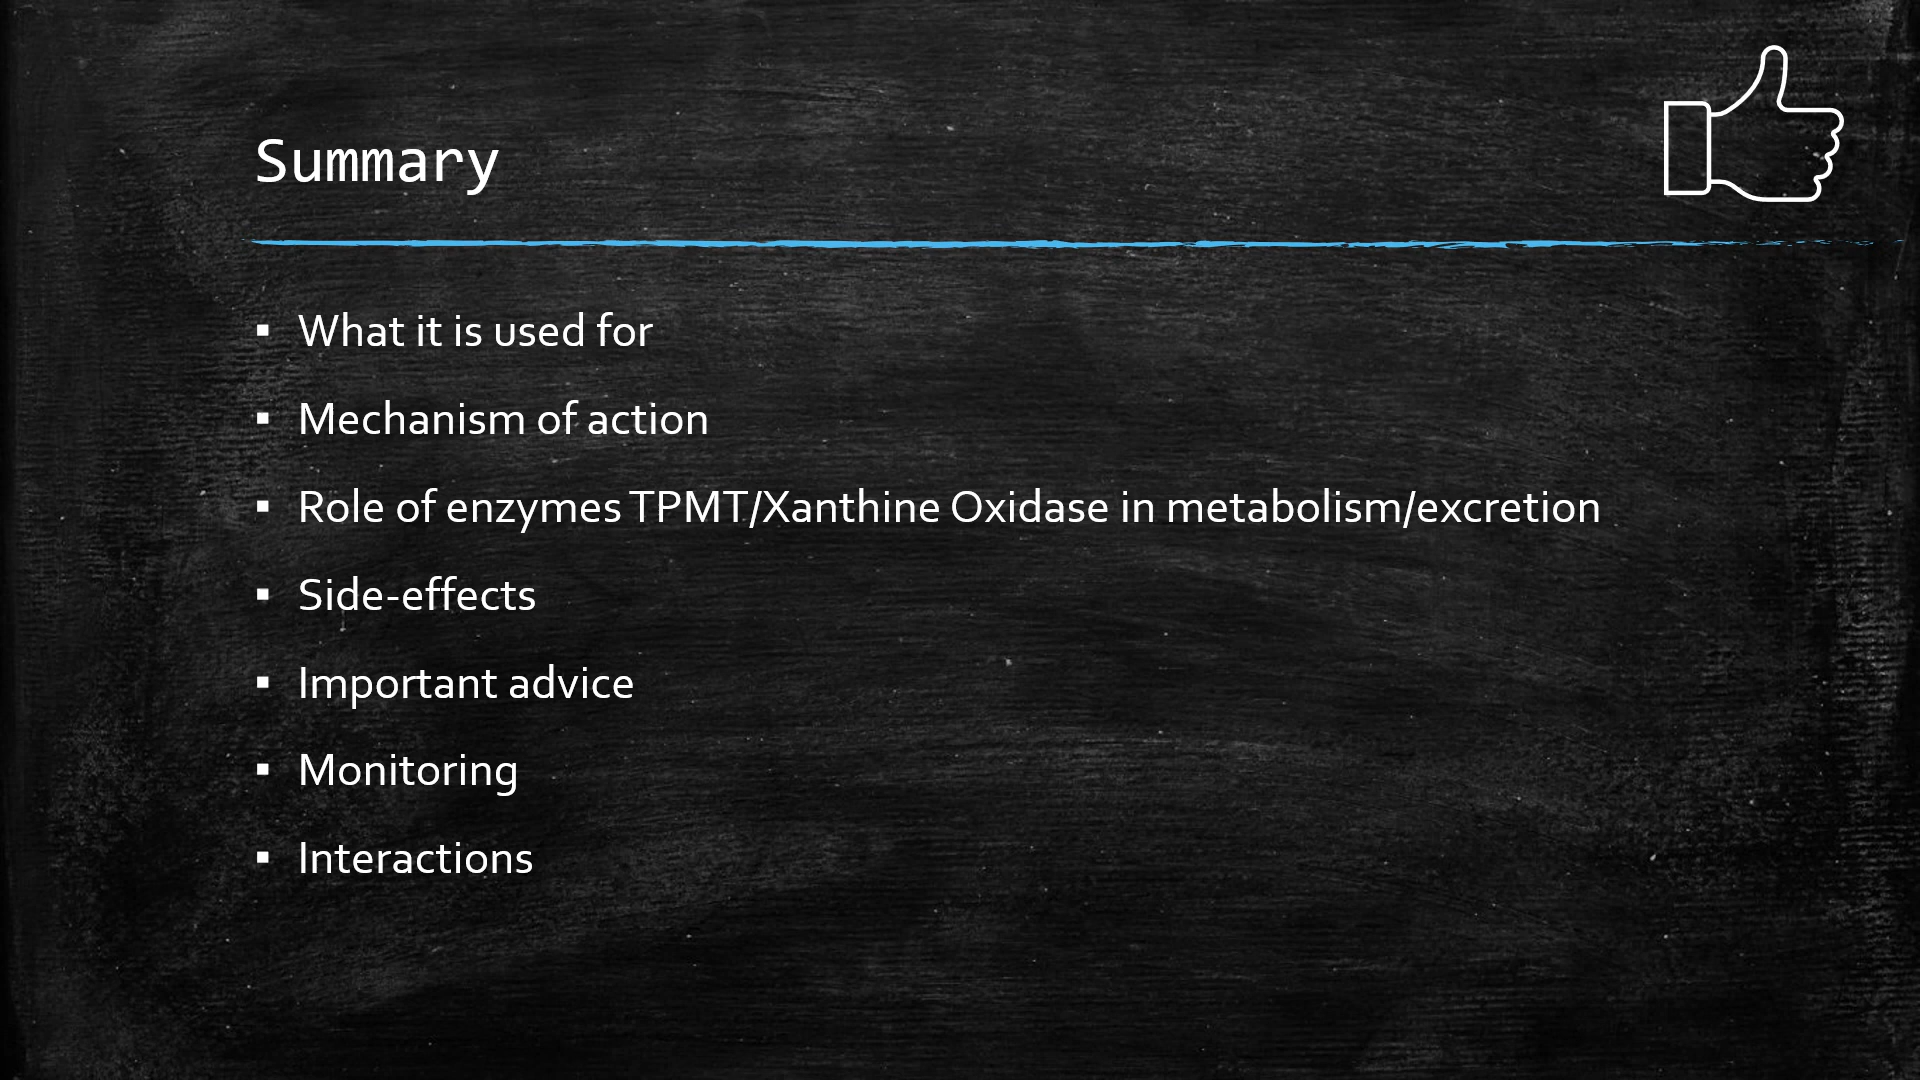 Summary
▪ What it is used for
▪ Mechanism of action
▪ Role of enzymes TPMT/Xanthine Oxidase in metabolism/excretion
▪ Side-effects
▪ Important advice
▪ Monitoring
▪ Interactions